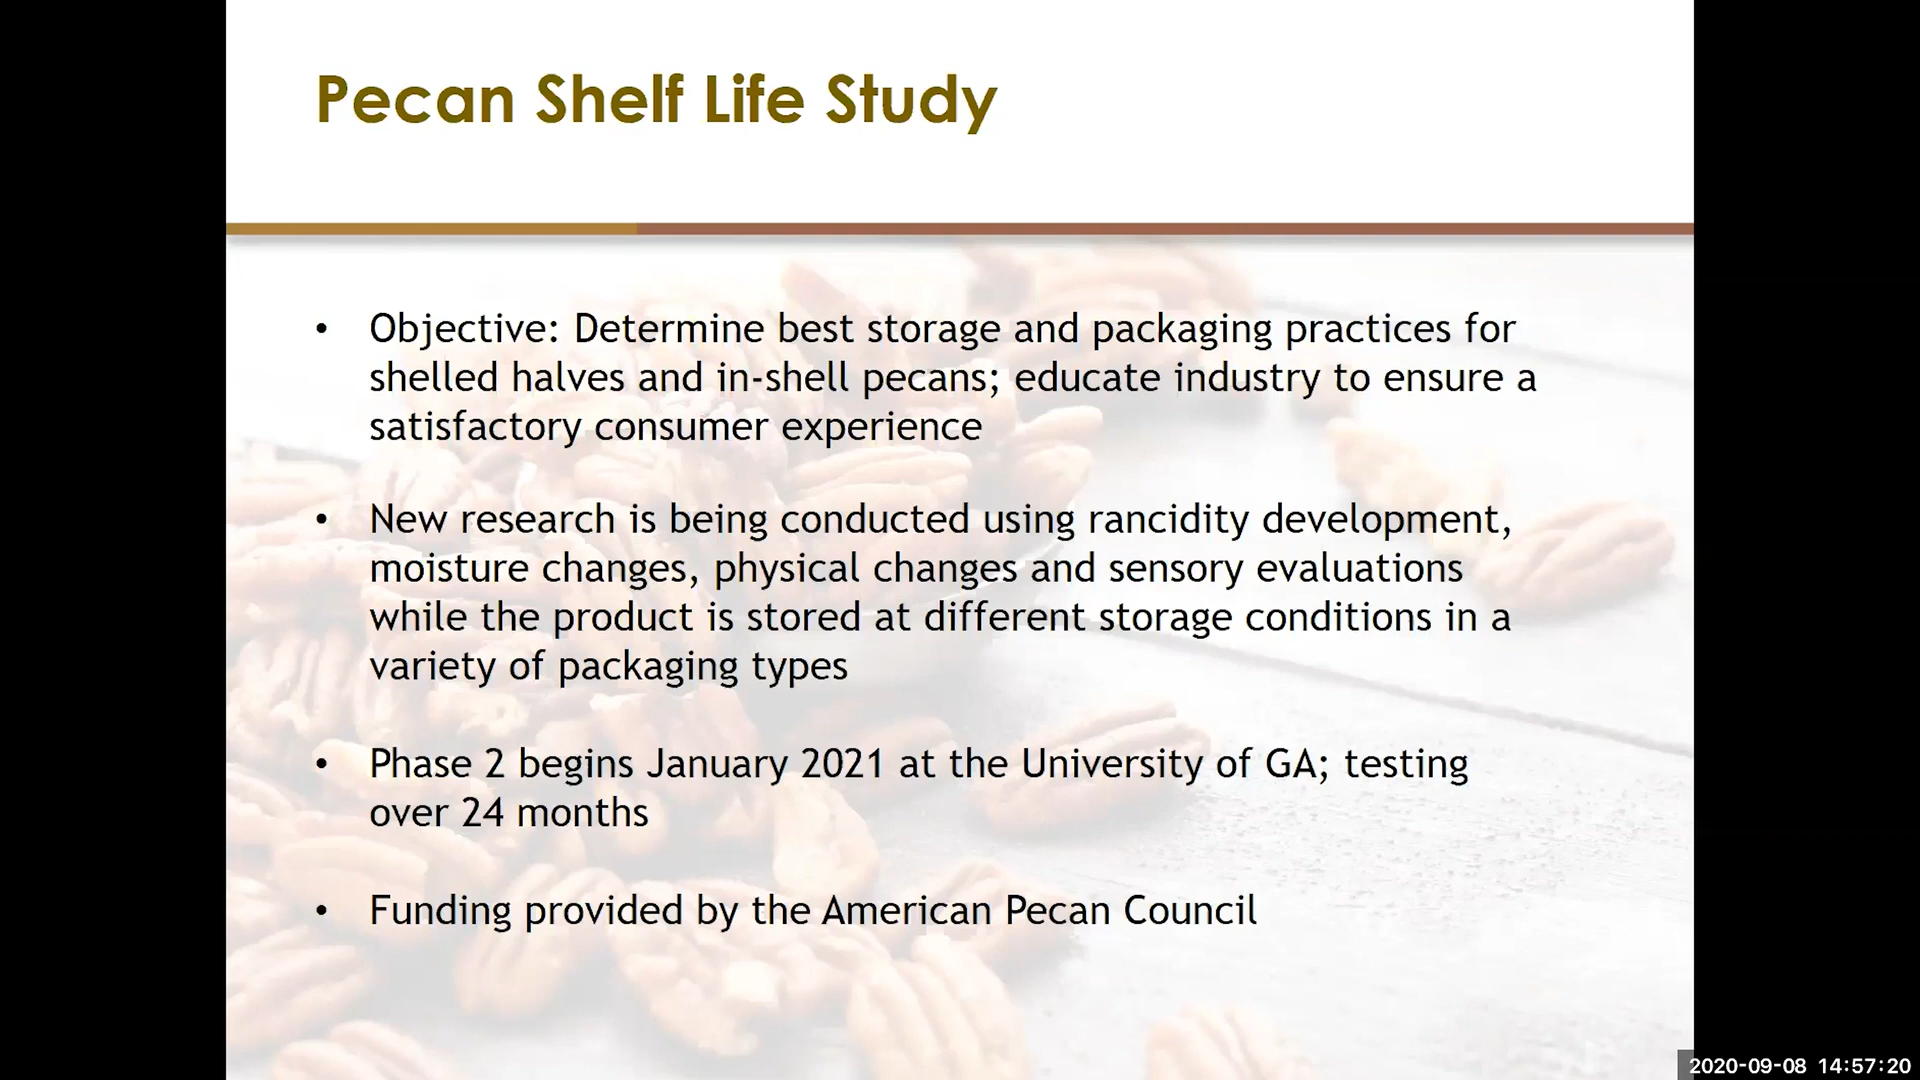 Pecan Shelf Life Study
• Objective: Determine best storage and packaging practices for
shelled halves and in-shell pecans; educate industry to ensure a
satisfactory consumer experience
• New research is being conducted using rancidity development,
moisture changes, physical changes and sensory evaluations
while the product is stored at different storage conditions in a
variety of packaging types
• Phase 2 begins January 2021 at the University of GA; testing
over 24 months
• Funding provided by the American Pecan Council
2020-09-08 14:57:20